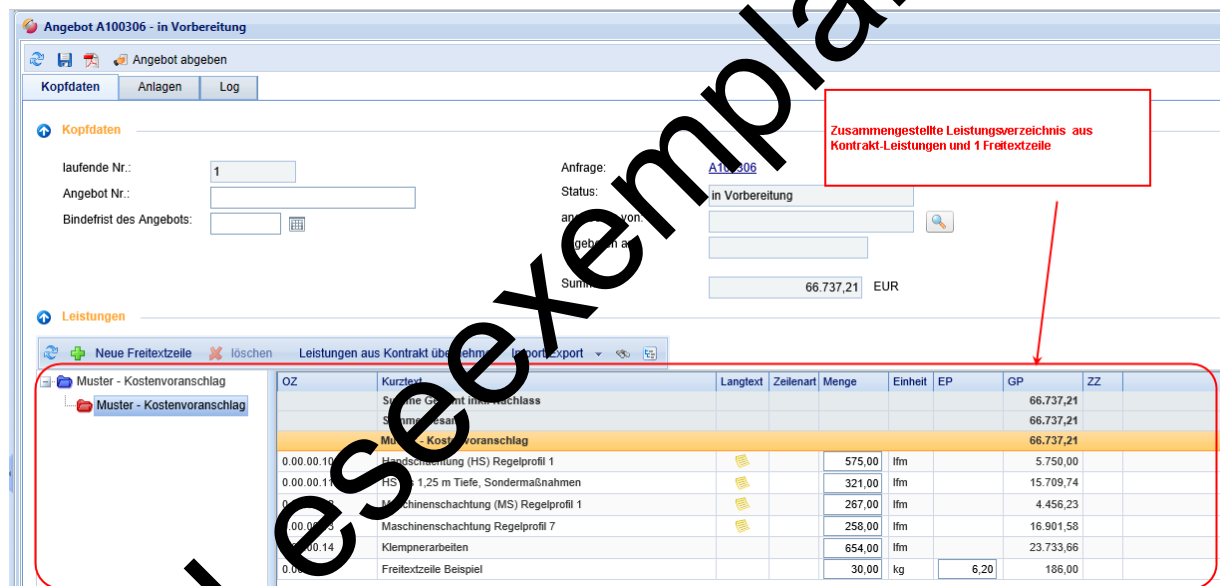 Angebot A100306 - in Vorbereitung
Angebot abgeben
Kopfdaten Anlagen Log
Kopfdaten
Zusammengestellte Leistungsverzeichnis aus
Kontrakt-Leistungen und 1 Freitextzeile
laufende Nr.: 1
Angebot Nr.:
Bindefrist des Angebots:
Anfrage:
Status: in Vorbereitung
von:
66.737,21 EUR
Leistungen
Neue Freitextzeile löschen Leistungen aus Kontrakt
Muster - Kostenvoranschlag
Muster - Kostenvoranschlag
OZ Kurztext Langtext Zeilenart Menge Einheit EP GP ZZ
66.737,21
66.737,21
66.737,21
0.00.00.10 (HS) Regelprofil 1 575,00 lfm 5.750,00
HS 1,25 m Tiefe, Sondermaßnahmen 321,00 lfm 15.709,74
(MS) Regelprofil 1 267,00 lfm 4.456,23
Maschinenschachtung Regelprofil 7 258,00 lfm 16.901,58
Klempnerarbeiten 654,00 lfm 23.733,66
Freitextzeile Beispiel 30,00 kg 6,20 186,00
Leseexemplar